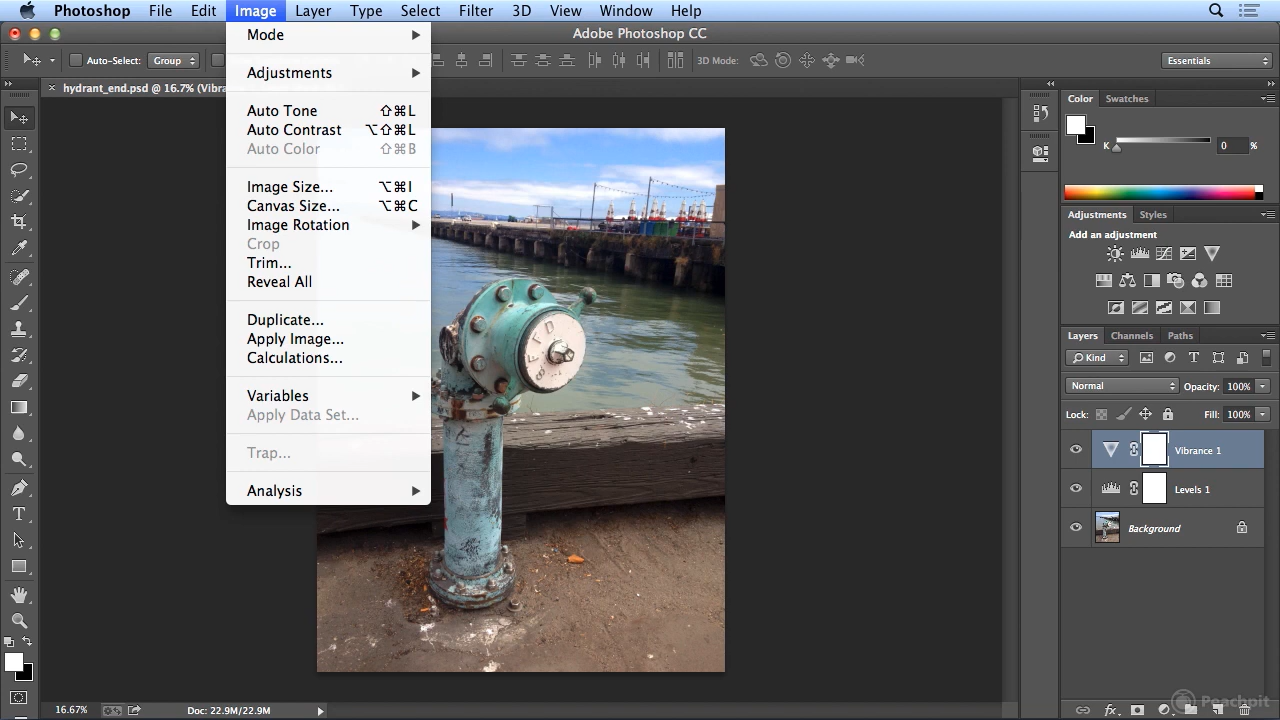 Photoshop File Edit Image Layer Type Select Filter 3D View Window Help
Adobe Photoshop CC
Auto-Select: Group 3D Mode: Essentials
× hydrant_end.psd @ 16.7% (Vibra
Mode
Adjustments
Auto Tone ⇧⌘L
Auto Contrast ⌥⇧⌘L
Auto Color ⇧⌘B
Image Size... ⌥⌘I
Canvas Size... ⌥⌘C
Image Rotation
Crop
Trim...
Reveal All
Duplicate...
Apply Image...
Calculations...
Variables
Apply Data Set...
Trap...
Analysis
Color Swatches
K 0 %
Adjustments Styles
Add an adjustment
Layers Channels Paths
Kind
Normal Opacity: 100%
Lock: Fill: 100%
Vibrance 1
Levels 1
Background
16.67% Doc: 22.9M/22.9M
Peachpit